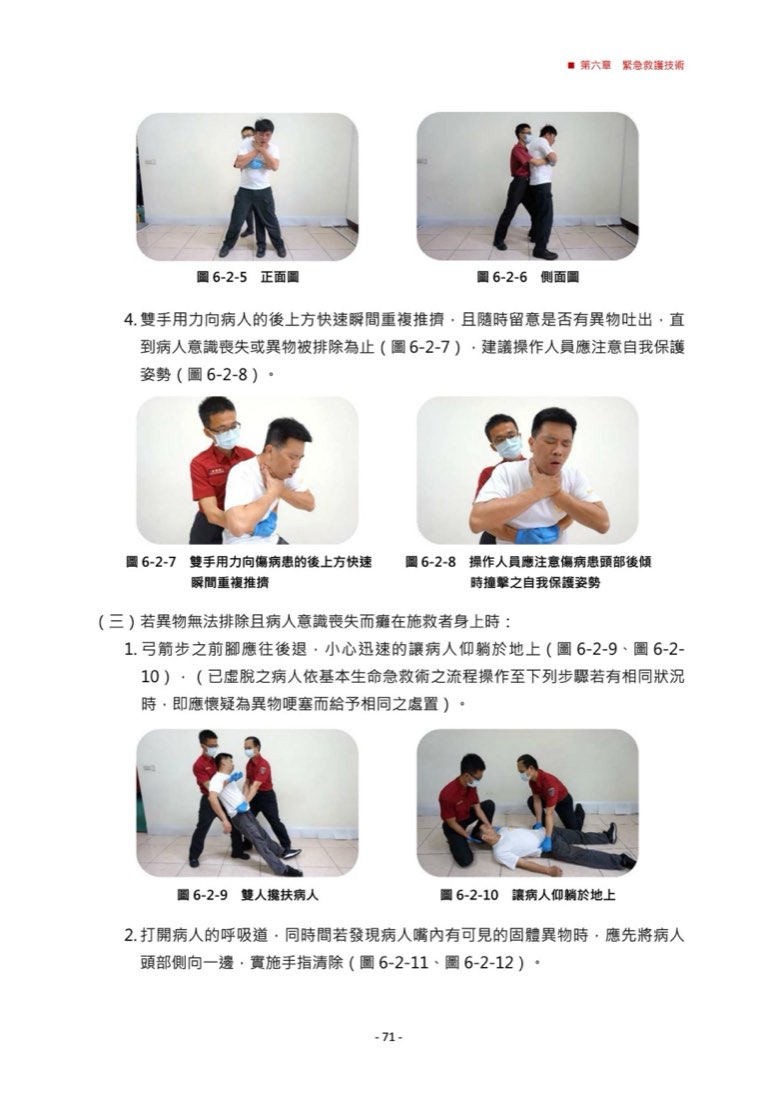 ■ 第六章　緊急救護技術
圖 6-2-5　正面圖
圖 6-2-6　側面圖
4. 雙手用力向病人的後上方快速瞬間重複推擠，且隨時留意是否有異物吐出，直
到病人意識喪失或異物被排除為止（圖 6-2-7），建議操作人員應注意自我保護
姿勢（圖 6-2-8）。
圖 6-2-7　雙手用力向傷病患的後上方快速
瞬間重複推擠
圖 6-2-8　操作人員應注意傷病患頭部後傾
時撞擊之自我保護姿勢
（三）若異物無法排除且病人意識喪失而癱在施救者身上時：
1. 弓箭步之前腳應往後退，小心迅速的讓病人仰躺於地上（圖 6-2-9、圖 6-2-
10），（已虛脫之病人依基本生命急救術之流程操作至下列步驟若有相同狀況
時，即應懷疑為異物哽塞而給予相同之處置）。
圖 6-2-9　雙人攙扶病人
圖 6-2-10　讓病人仰躺於地上
2. 打開病人的呼吸道，同時間若發現病人嘴內有可見的固體異物時，應先將病人
頭部側向一邊，實施手指清除（圖 6-2-11、圖 6-2-12）。
- 71 -